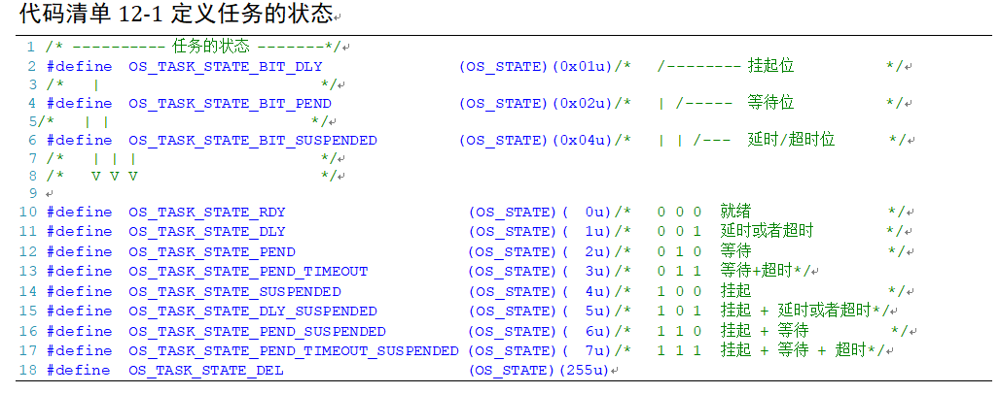 代码清单 12-1 定义任务的状态
1 /* ---------- 任务的状态 -------*/
2 #define  OS_TASK_STATE_BIT_DLY               (OS_STATE)(0x01u)/*   /-------- 挂起位          */
3 /*   |                        */
4 #define  OS_TASK_STATE_BIT_PEND              (OS_STATE)(0x02u)/*   | /-----  等待位          */
5/*   | |                      */
6 #define  OS_TASK_STATE_BIT_SUSPENDED         (OS_STATE)(0x04u)/*   | | /---  延时/超时位      */
7 /*   | | |                    */
8 /*   V V V                    */
9
10 #define  OS_TASK_STATE_RDY                    (OS_STATE)(  0u)/*   0 0 0  就绪               */
11 #define  OS_TASK_STATE_DLY                    (OS_STATE)(  1u)/*   0 0 1  延时或者超时        */
12 #define  OS_TASK_STATE_PEND                   (OS_STATE)(  2u)/*   0 1 0  等待               */
13 #define  OS_TASK_STATE_PEND_TIMEOUT           (OS_STATE)(  3u)/*   0 1 1  等待+超时*/
14 #define  OS_TASK_STATE_SUSPENDED              (OS_STATE)(  4u)/*   1 0 0  挂起               */
15 #define  OS_TASK_STATE_DLY_SUSPENDED          (OS_STATE)(  5u)/*   1 0 1  挂起 + 延时或者超时*/
16 #define  OS_TASK_STATE_PEND_SUSPENDED         (OS_STATE)(  6u)/*   1 1 0  挂起 + 等待         */
17 #define  OS_TASK_STATE_PEND_TIMEOUT_SUSPENDED (OS_STATE)(  7u)/*   1 1 1  挂起 + 等待 + 超时*/
18 #define  OS_TASK_STATE_DEL                    (OS_STATE)(255u)